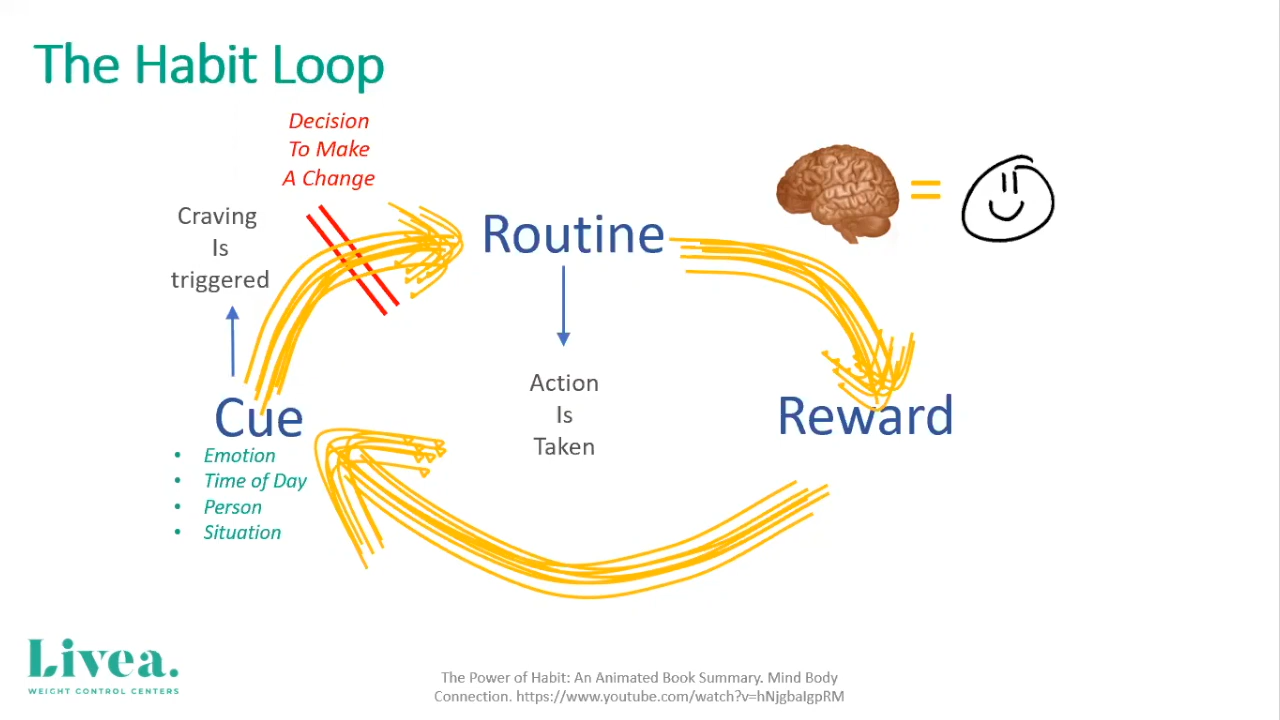 The Habit Loop
Decision
To Make
A Change
Craving
Is
triggered
Routine
=
Action
Is
Taken
Cue
• Emotion
• Time of Day
• Person
• Situation
Reward
Livea.
WEIGHT CONTROL CENTERS
The Power of Habit: An Animated Book Summary. Mind Body
Connection. https://www.youtube.com/watch?v=hNjgbaIgpRM